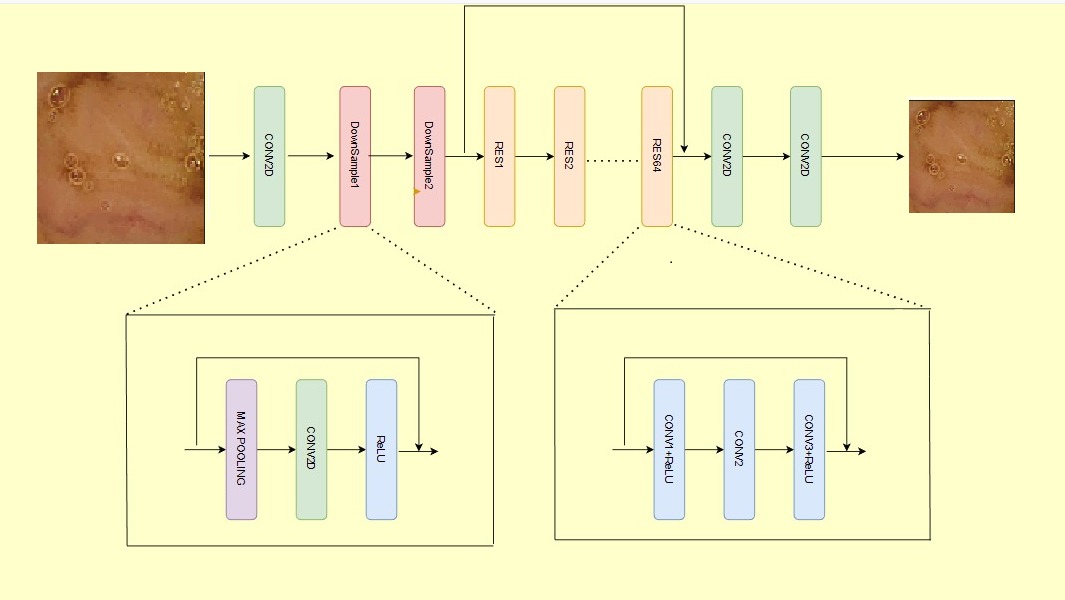 CONV2D
DownSample1
DownSample2
RES1
RES2
RES64
CONV2D
CONV2D
MAX POOLING
CONV2D
ReLU
CONV1+ReLU
CONV2
CONV3+ReLU